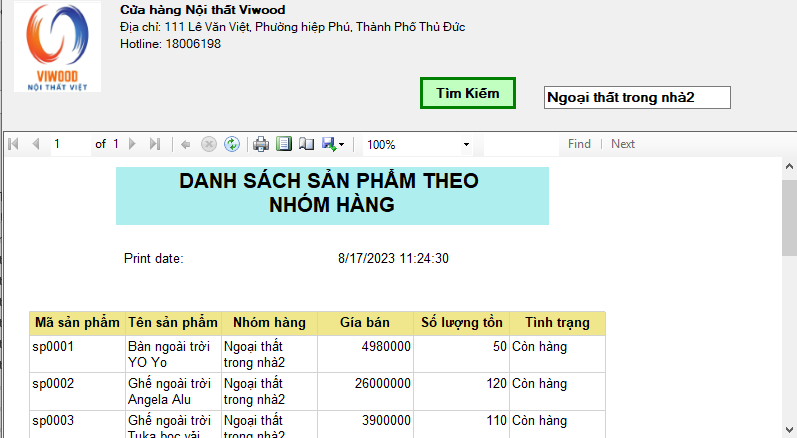 Cửa hàng Nội thất Viwood
Địa chỉ: 111 Lê Văn Việt, Phường hiệp Phú, Thành Phố Thủ Đức
Hotline: 18006198
VIWOOD
NỘI THẤT VIỆT
Tìm Kiếm
Ngoại thất trong nhà2
1 of 1 100% Find | Next
DANH SÁCH SẢN PHẨM THEO
NHÓM HÀNG
Print date: 8/17/2023 11:24:30
Mã sản phẩm Tên sản phẩm Nhóm hàng Gía bán Số lượng tồn Tình trạng
sp0001 Bàn ngoài trời Ngoại thất 4980000 50 Còn hàng
YO Yo trong nhà2
sp0002 Ghế ngoài trời Ngoại thất 26000000 120 Còn hàng
Angela Alu trong nhà2
sp0003 Ghế ngoài trời Ngoại thất 3900000 110 Còn hàng
Tuka bọc vải trong nhà2